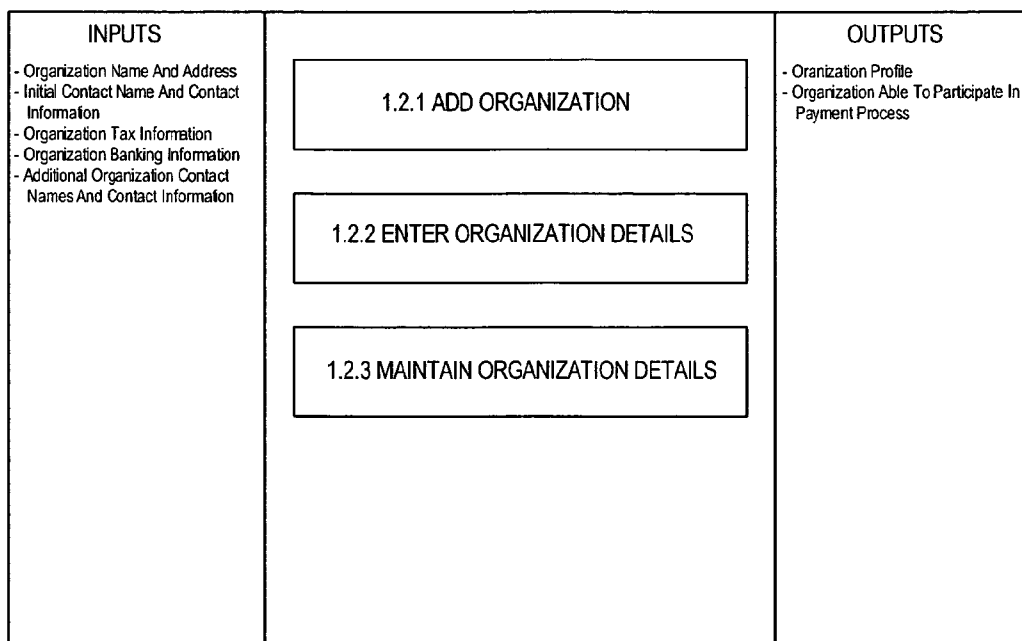 INPUTS
- Organization Name And Address
- Initial Contact Name And Contact
Information
- Organization Tax Information
- Organization Banking Information
- Additional Organization Contact
Names And Contact Information
1.2.1 ADD ORGANIZATION
1.2.2 ENTER ORGANIZATION DETAILS
1.2.3 MAINTAIN ORGANIZATION DETAILS
OUTPUTS
- Oranization Profile
- Organization Able To Participate In
Payment Process